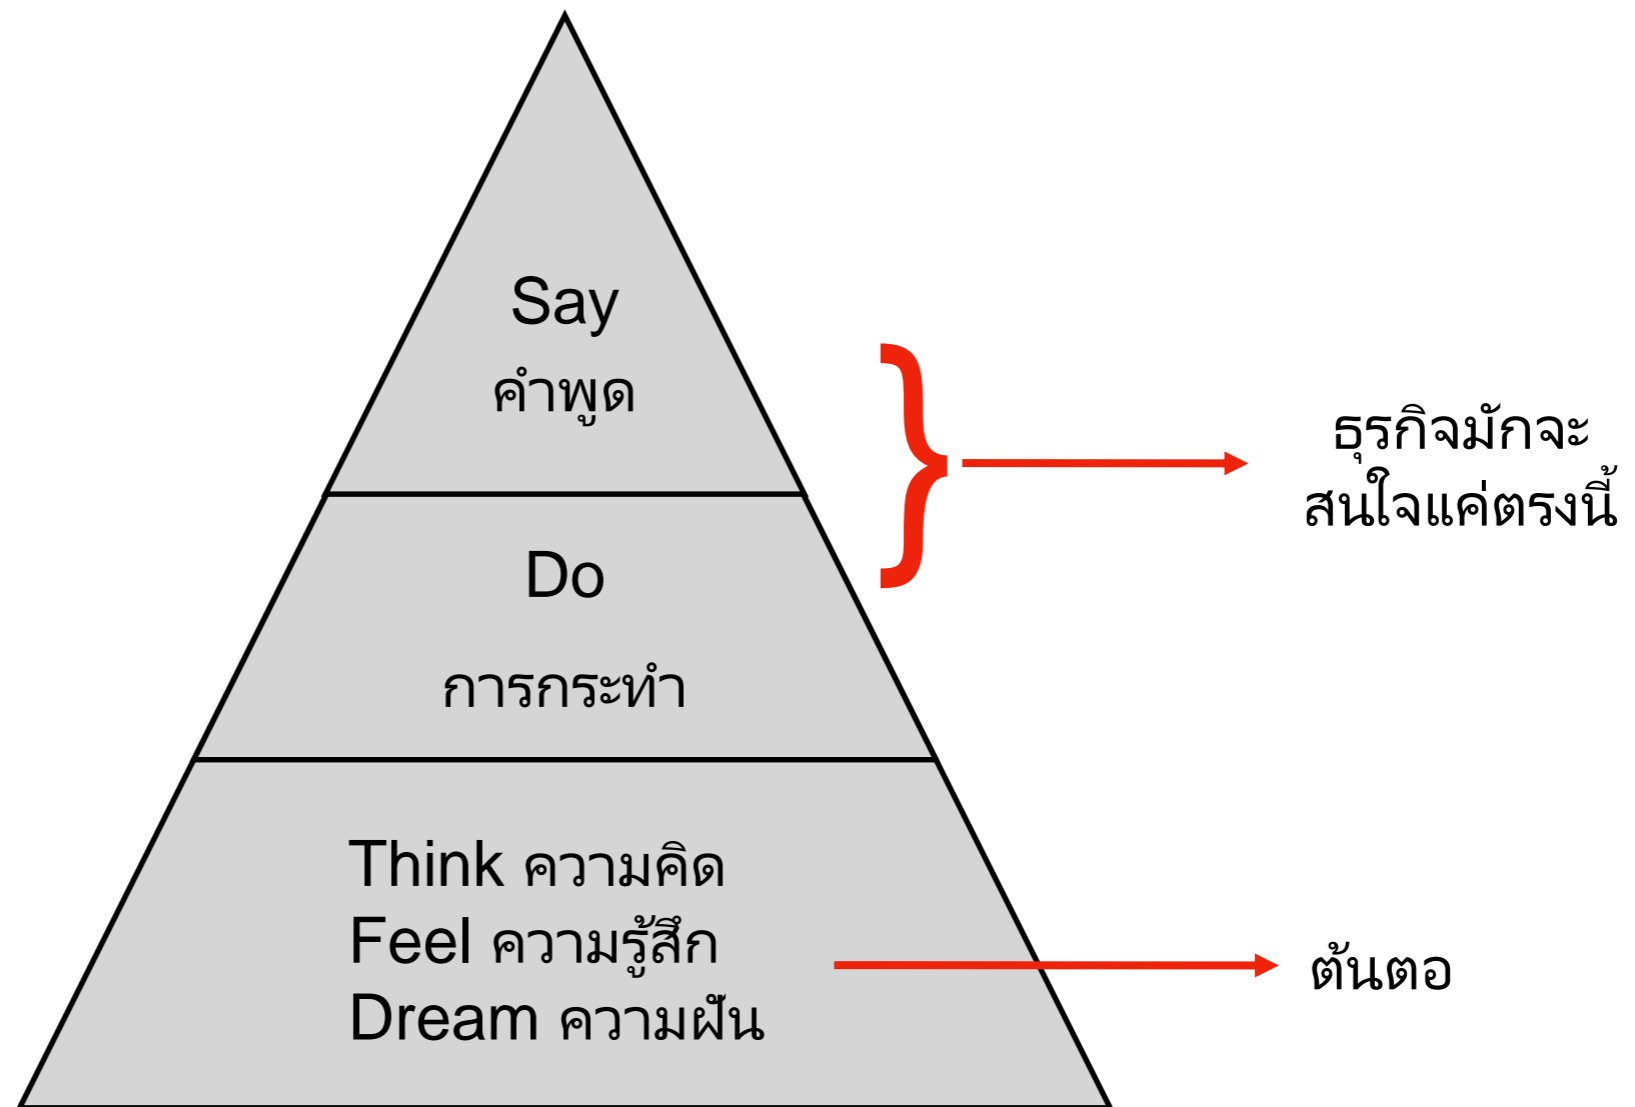 Say
คำพูด
ธุรกิจมักจะ
สนใจแค่ตรงนี้
Do
การกระทำ
Think ความคิด
Feel ความรู้สึก
Dream ความฝัน
ต้นตอ